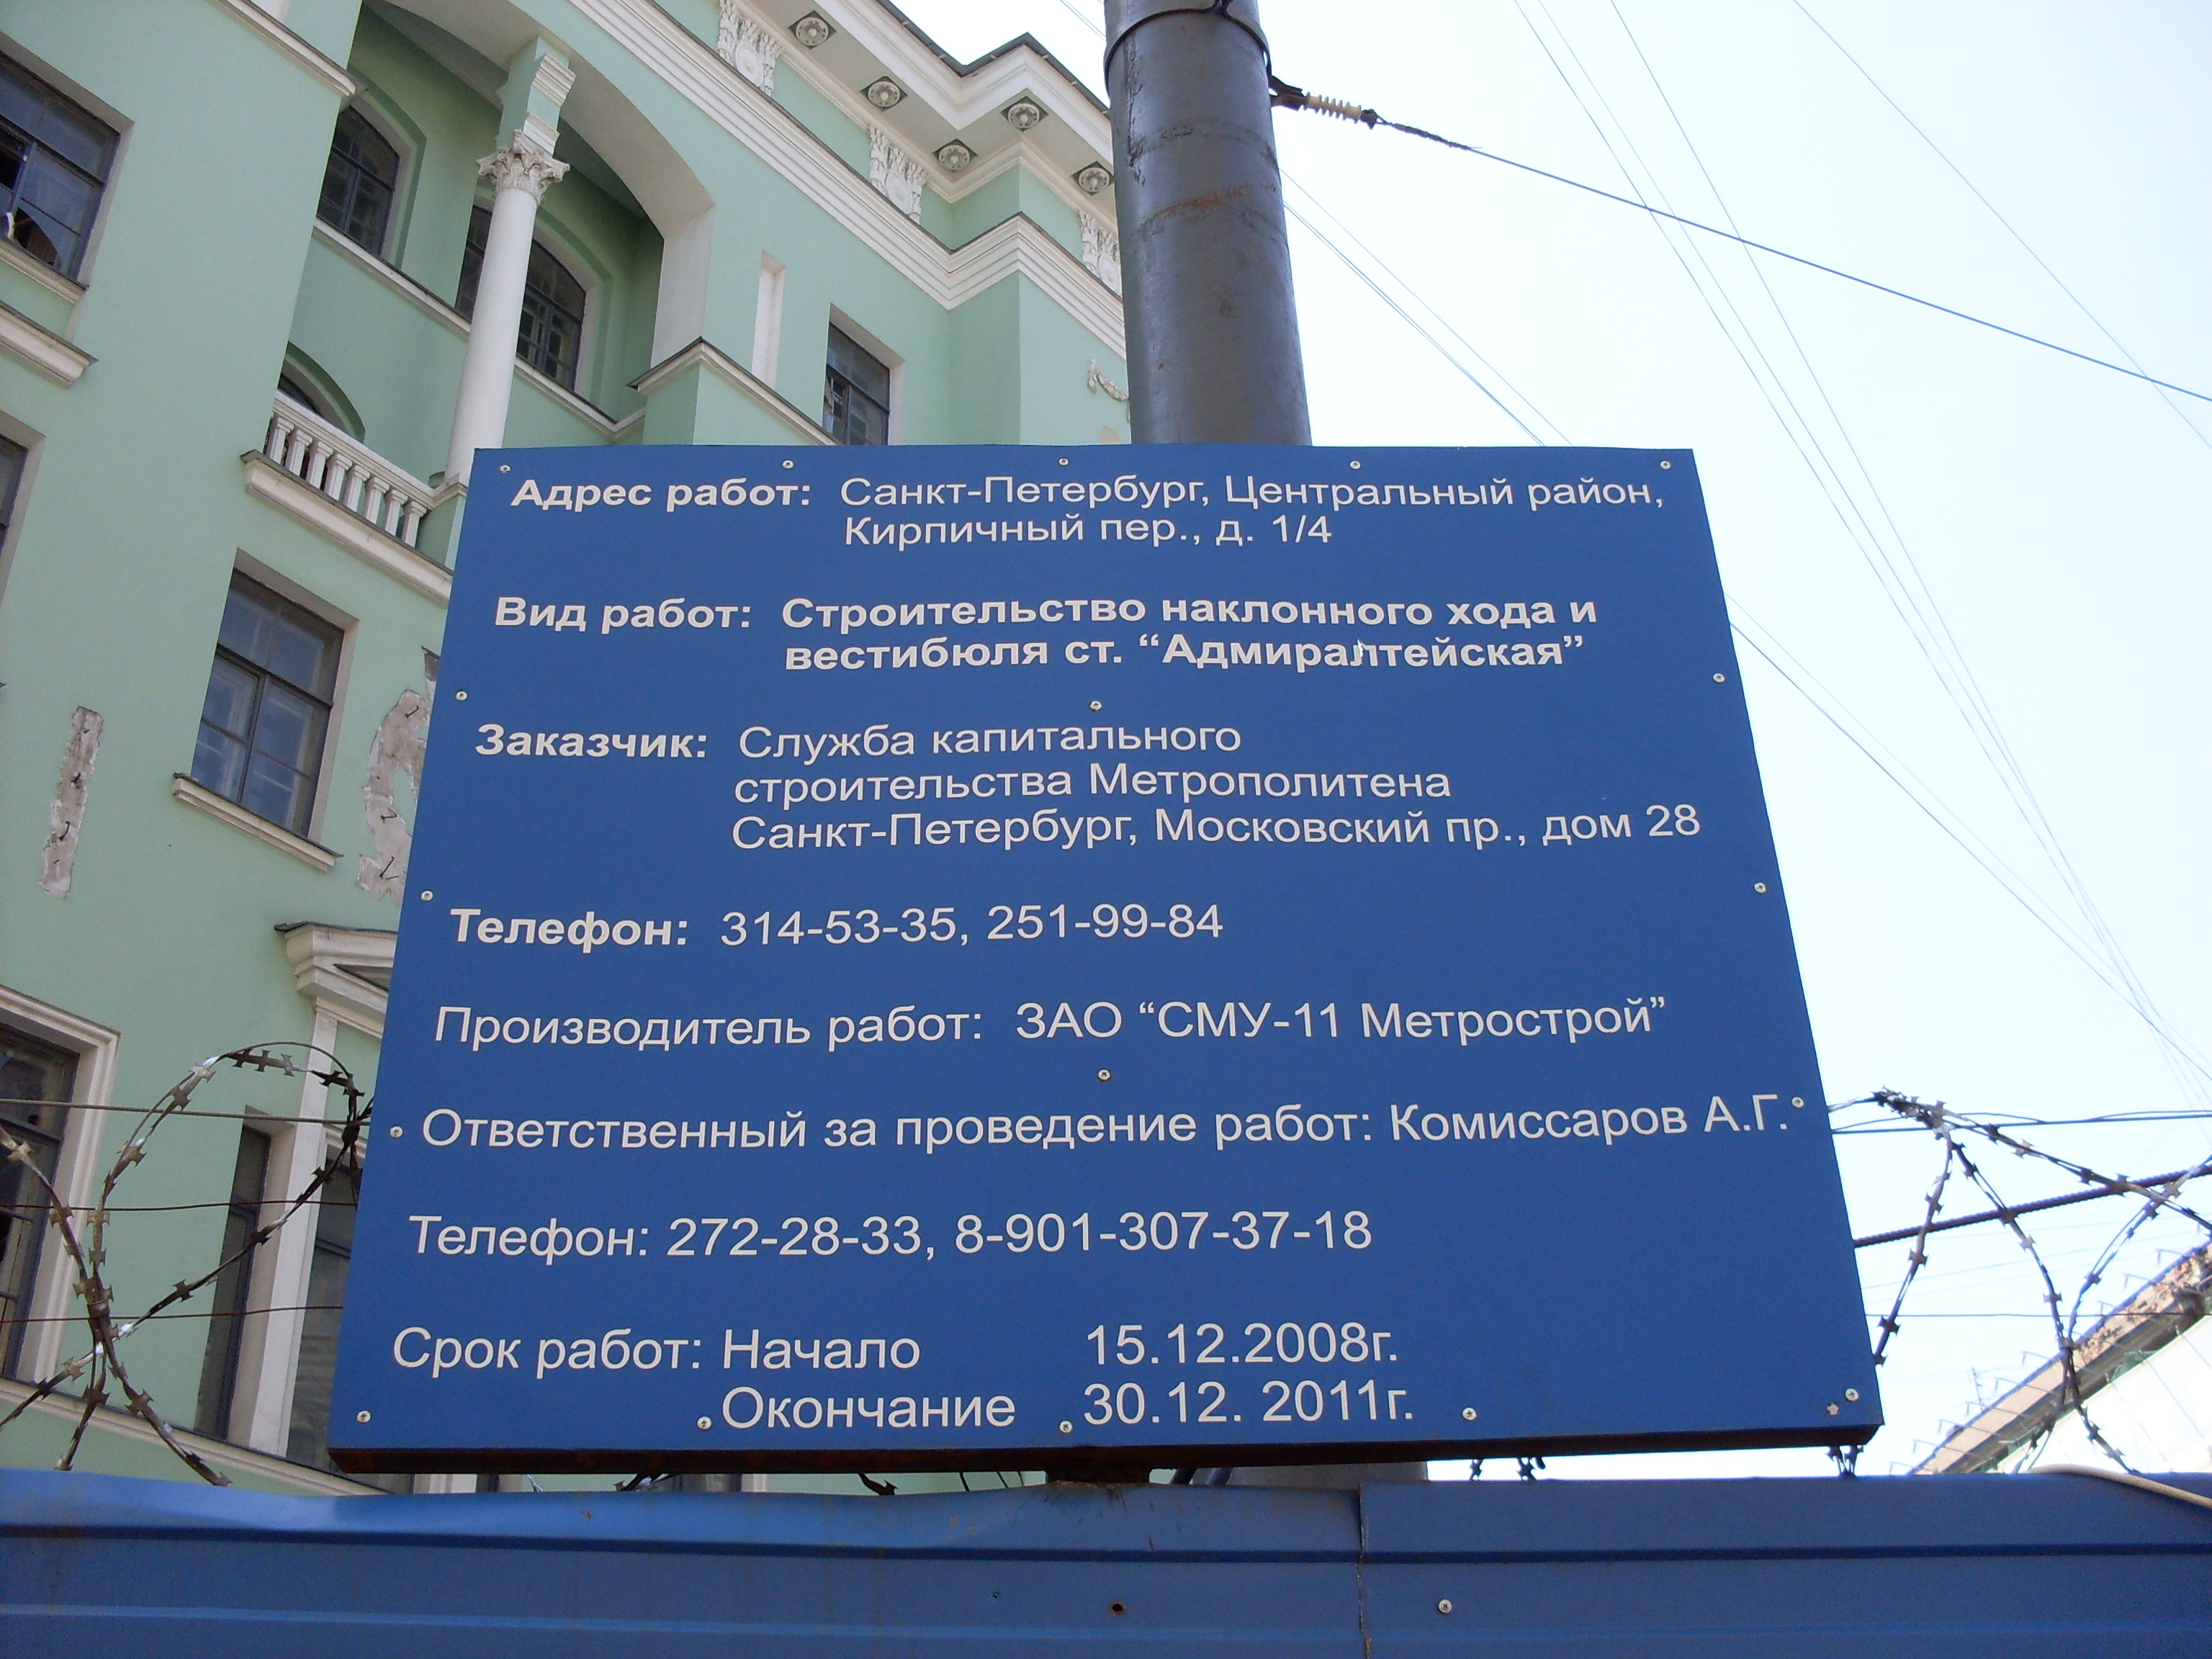 Адрес работ: Санкт-Петербург, Центральный район,
Кирпичный пер., д. 1/4
Вид работ: Строительство наклонного хода и
вестибюля ст. “Адмиралтейская”
Заказчик: Служба капитального
строительства Метрополитена
Санкт-Петербург, Московский пр., дом 28
Телефон: 314-53-35, 251-99-84
Производитель работ: ЗАО “СМУ-11 Метрострой”
Ответственный за проведение работ: Комиссаров А.Г.
Телефон: 272-28-33, 8-901-307-37-18
Срок работ: Начало 15.12.2008г.
Окончание 30.12. 2011г.